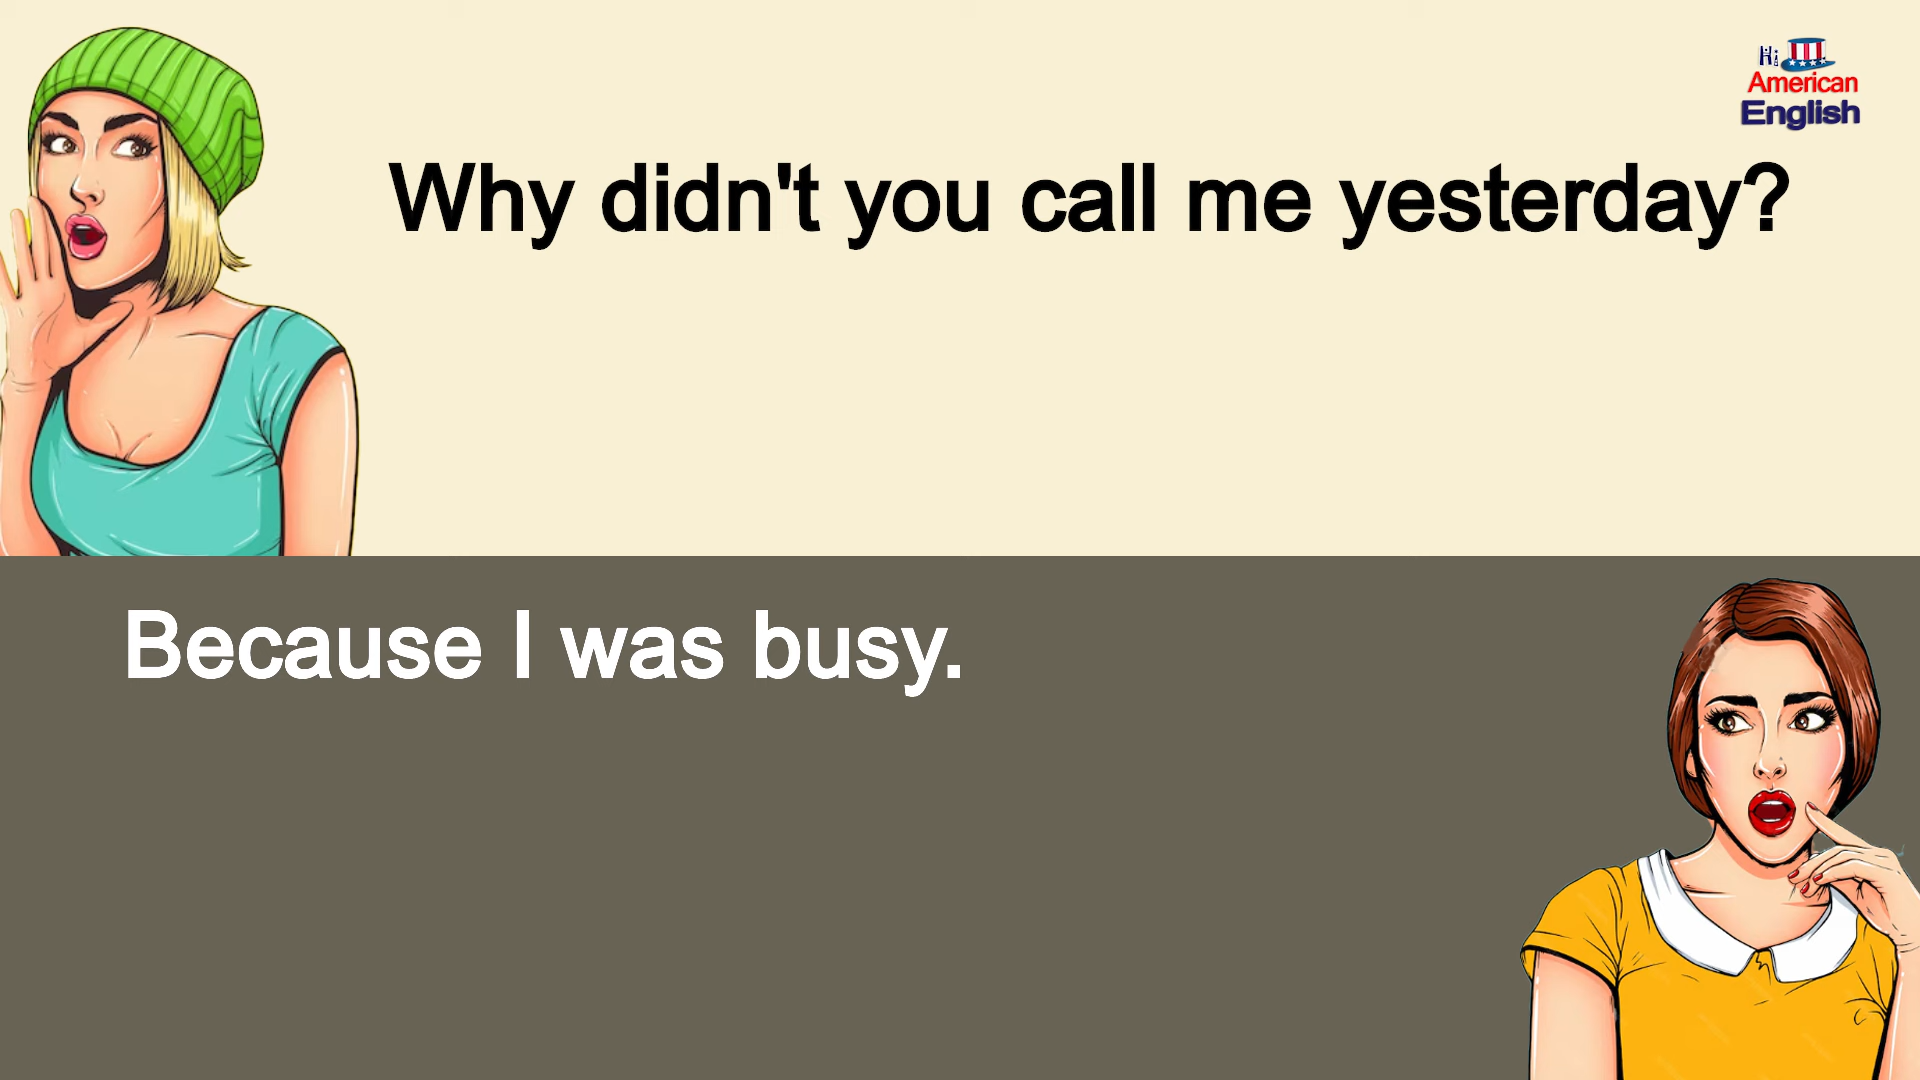 Hi
American
English
Why didn't you call me yesterday?
Because I was busy.